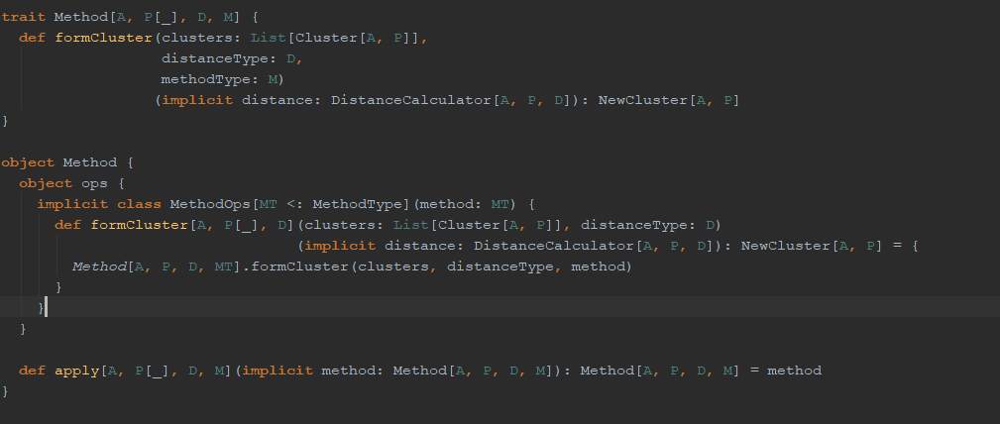 trait Method[A, P[_], D, M] {
  def formCluster(clusters: List[Cluster[A, P]],
                  distanceType: D,
                  methodType: M)
                 (implicit distance: DistanceCalculator[A, P, D]): NewCluster[A, P]
}

object Method {
  object ops {
    implicit class MethodOps[MT <: MethodType](method: MT) {
      def formCluster[A, P[_], D](clusters: List[Cluster[A, P]], distanceType: D)
                                 (implicit distance: DistanceCalculator[A, P, D]): NewCluster[A, P] = {
        Method[A, P, D, MT].formCluster(clusters, distanceType, method)
      }
    }
  }

  def apply[A, P[_], D, M](implicit method: Method[A, P, D, M]): Method[A, P, D, M] = method
}